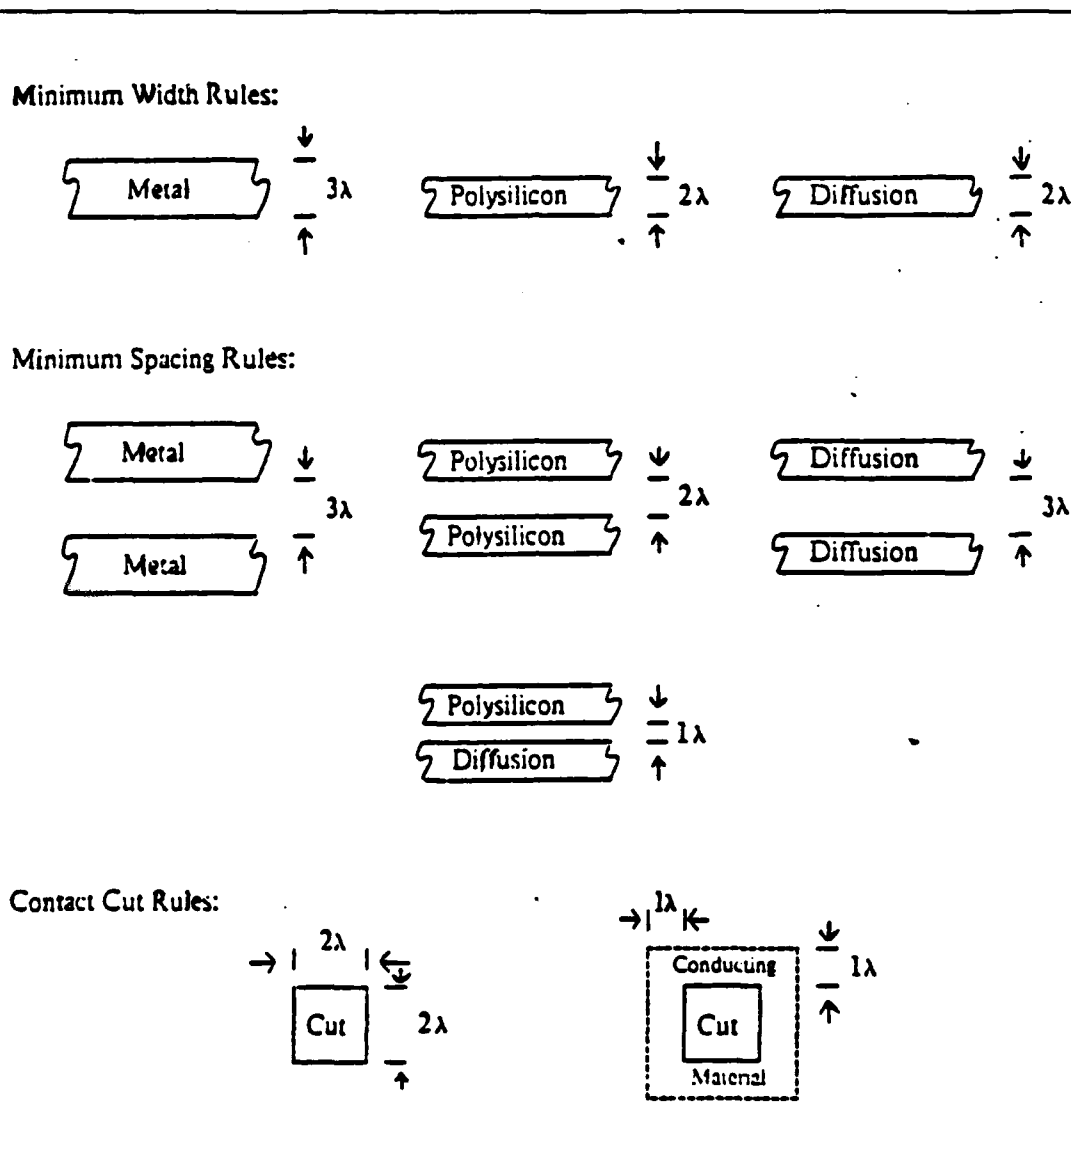 Minimum Width Rules:
Metal
3λ
Polysilicon
2λ
Diffusion
2λ
Minimum Spacing Rules:
Metal
Metal
3λ
Polysilicon
Polysilicon
2λ
Diffusion
Diffusion
3λ
Polysilicon
Diffusion
1λ
Contact Cut Rules:
2λ
Cut
2λ
1λ
Conducting
Cut
Material
1λ